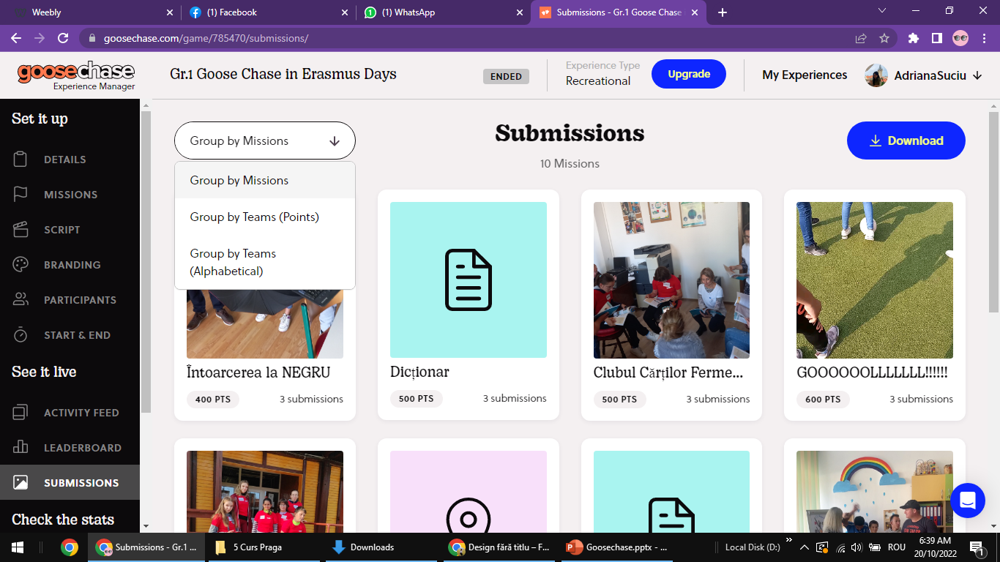 Weebly
(1) Facebook
(1) WhatsApp
Submissions - Gr.1 Goose Chase
goosechase.com/game/785470/submissions/
goosechase
Experience Manager
Gr.1 Goose Chase in Erasmus Days
ENDED
Experience Type
Recreational
Upgrade
My Experiences
AdrianaSuciu
Set it up
DETAILS
MISSIONS
SCRIPT
BRANDING
PARTICIPANTS
START & END
See it live
ACTIVITY FEED
LEADERBOARD
SUBMISSIONS
Check the stats
Group by Missions
Group by Missions
Group by Teams (Points)
Group by Teams
(Alphabetical)
Submissions
10 Missions
Download
Întoarcerea la NEGRU
400 PTS
3 submissions
Dicționar
500 PTS
3 submissions
Clubul Cărților Ferme...
500 PTS
3 submissions
GOOOOOOLLLLLLL!!!!!!
600 PTS
3 submissions
Submissions - Gr.1 ...
5 Curs Praga
Downloads
Design fără titlu – F...
Goosechase.pptx - ...
Local Disk (D:)
ROU
6:39 AM
20/10/2022
1